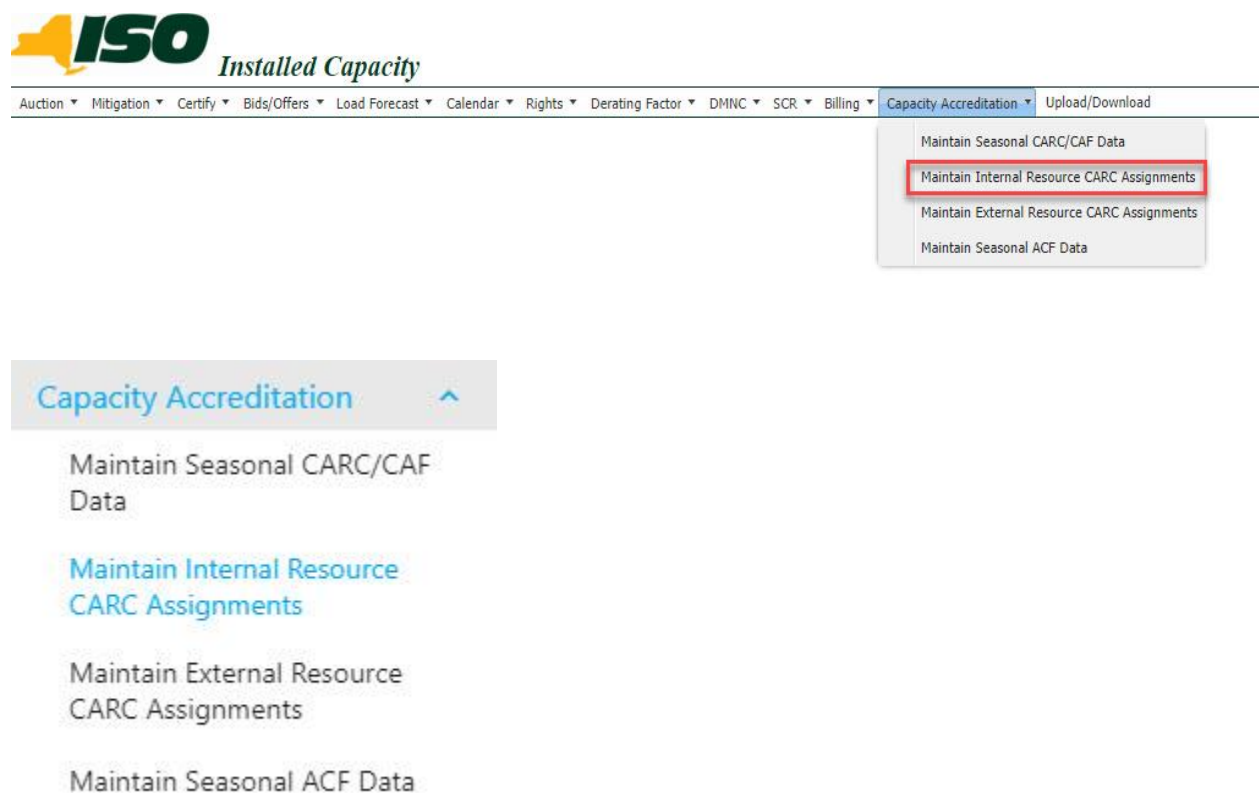 ISO
Installed Capacity
Auction Mitigation Certify Bids/Offers Load Forecast Calendar Rights Derating Factor DMNC SCR Billing Capacity Accreditation Upload/Download
Maintain Seasonal CARC/CAF Data
Maintain Internal Resource CARC Assignments
Maintain External Resource CARC Assignments
Maintain Seasonal ACF Data
Capacity Accreditation
Maintain Seasonal CARC/CAF
Data
Maintain Internal Resource
CARC Assignments
Maintain External Resource
CARC Assignments
Maintain Seasonal ACF Data